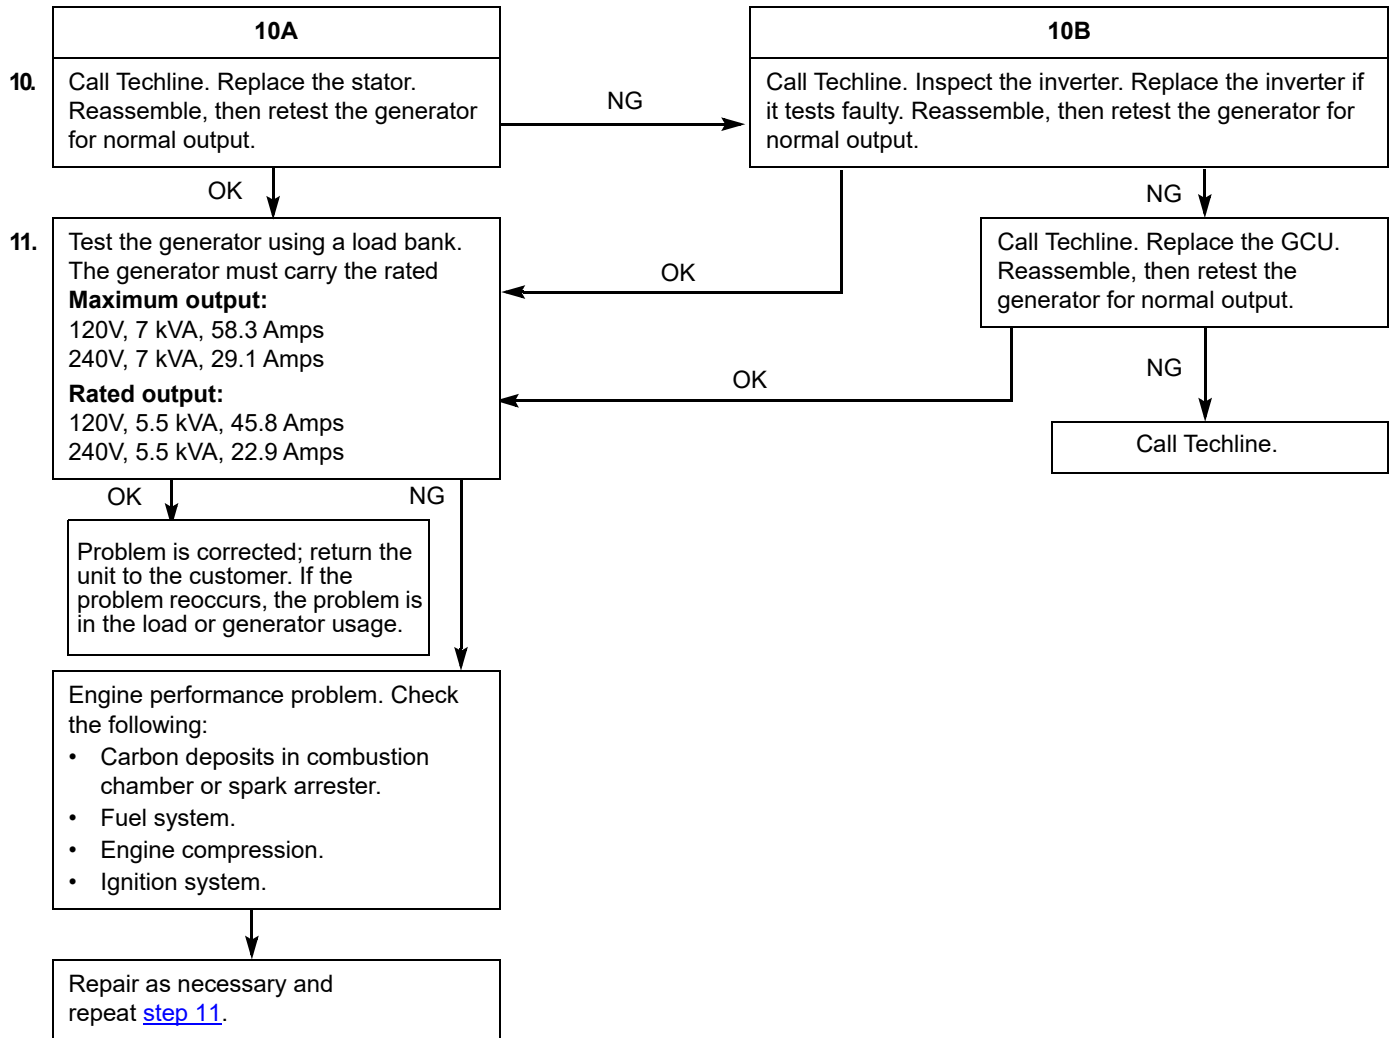 10A
10.
Call Techline. Replace the stator.
Reassemble, then retest the generator
for normal output.
NG
10B
Call Techline. Inspect the inverter. Replace the inverter if
it tests faulty. Reassemble, then retest the generator for
normal output.
OK
NG
11.
Test the generator using a load bank.
The generator must carry the rated
Maximum output:
120V, 7 kVA, 58.3 Amps
240V, 7 kVA, 29.1 Amps
Rated output:
120V, 5.5 kVA, 45.8 Amps
240V, 5.5 kVA, 22.9 Amps
OK
Call Techline. Replace the GCU.
Reassemble, then retest the
generator for normal output.
OK
NG
Call Techline.
OK
NG
Problem is corrected; return the
unit to the customer. If the
problem reoccurs, the problem is
in the load or generator usage.
Engine performance problem. Check
the following:
• Carbon deposits in combustion
chamber or spark arrester.
• Fuel system.
• Engine compression.
• Ignition system.
Repair as necessary and
repeat step 11.